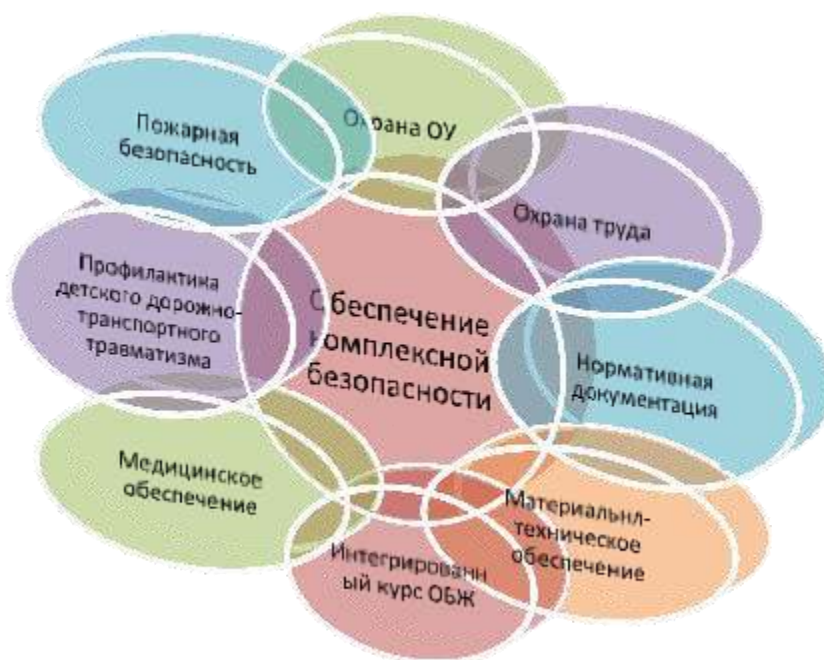 Пожарная
безопасность
Охрана ОУ
Охрана труда
Нормативная
документация
Материальнл-
техническое
обеспечение
Интегрированн
ый курс ОБЖ
Медицинское
обеспечение
Профилактика
детского дорожно-
транспортного
травматизма
Обеспечение
комплексной
безопасности